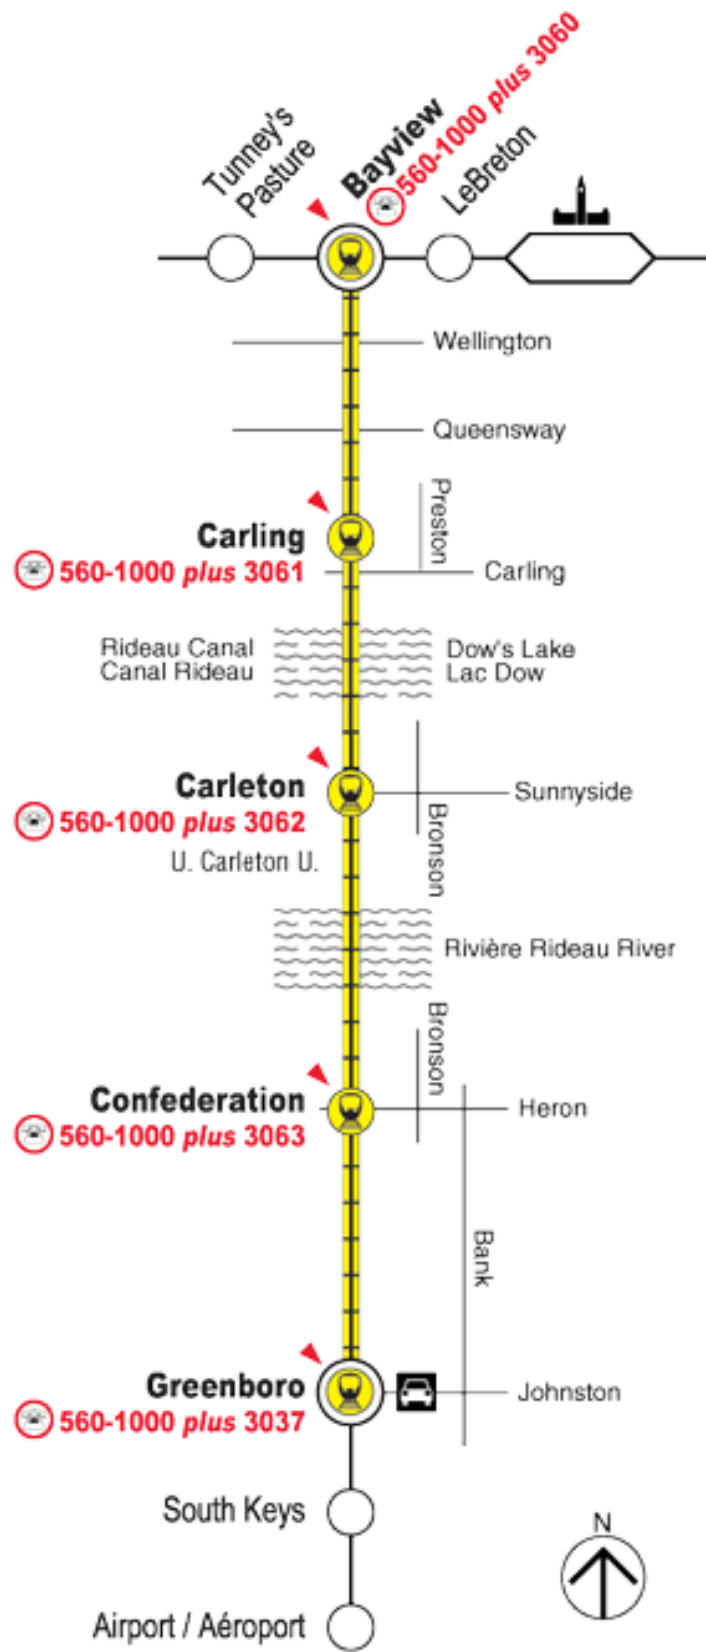 Tunney's
Pasture
Bayview
560-1000 plus 3060
LeBreton
Wellington
Queensway
Preston
Carling
560-1000 plus 3061
Carling
Rideau Canal
Canal Rideau
Dow's Lake
Lac Dow
Carleton
560-1000 plus 3062
U. Carleton U.
Sunnyside
Bronson
Rivière Rideau River
Bronson
Confederation
560-1000 plus 3063
Heron
Bank
Greenboro
560-1000 plus 3037
Johnston
South Keys
N
Airport / Aéroport